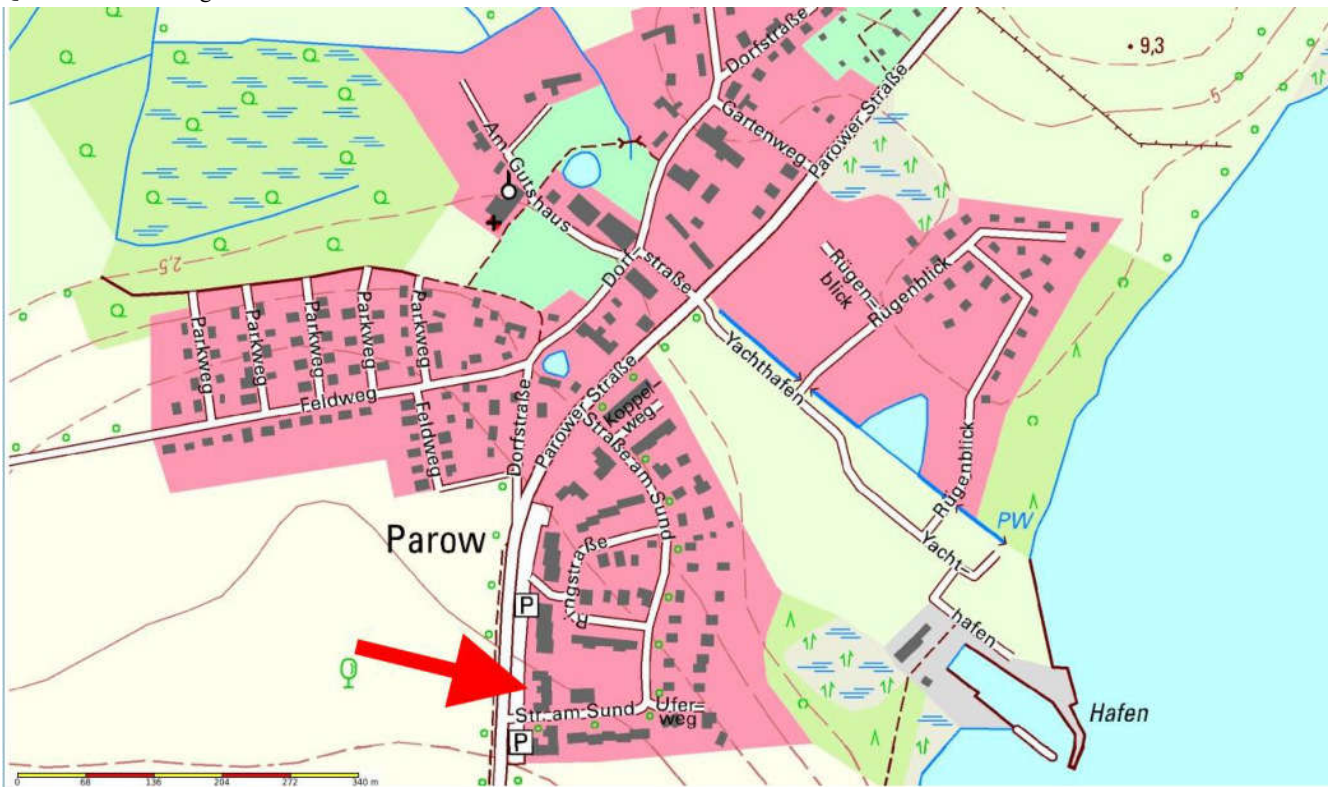 Dorfstraße
9,3
Gartenweg
Parower Straße
5
Am Gutshaus
2,5
Dorfstraße
Rügen=
blick
Rügenblick
Parkweg
Parkweg
Parkweg
Parkweg
Parkweg
Feldweg
Feldweg
Dorfstraße
Parower Straße
Koppel-
weg
Straße am Sund
Yachthafen
Rügenblick
PW
Parow
Ringstraße
Yacht=
hafen
P
Hafen
Str. am Sund
Ufer=
weg
P
0 68 136 204 272 340 m